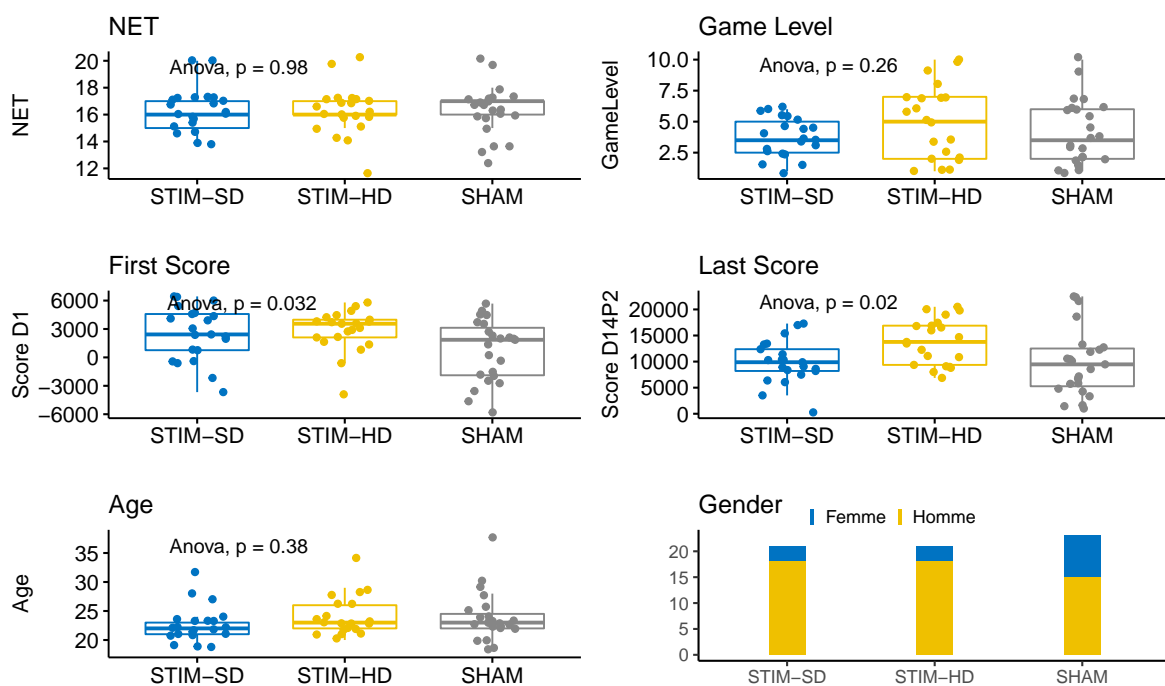 NET
Anova, p = 0.98
NET
20
18
16
14
12
STIM−SD
STIM−HD
SHAM
Game Level
Anova, p = 0.26
GameLevel
10.0
7.5
5.0
2.5
STIM−SD
STIM−HD
SHAM
First Score
Anova, p = 0.032
Score D1
6000
3000
0
−3000
−6000
STIM−SD
STIM−HD
SHAM
Last Score
Anova, p = 0.02
Score D14P2
20000
15000
10000
5000
0
STIM−SD
STIM−HD
SHAM
Age
Anova, p = 0.38
Age
35
30
25
20
STIM−SD
STIM−HD
SHAM
Gender
Femme
Homme
20
15
10
5
0
STIM−SD
STIM−HD
SHAM